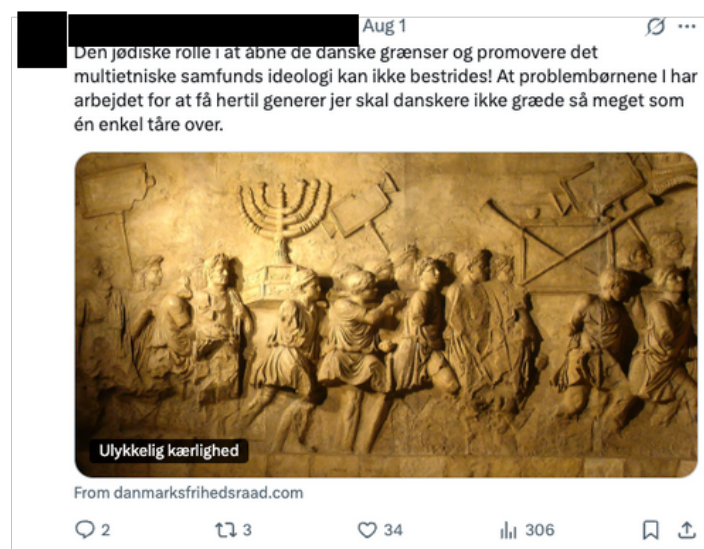 Aug 1
Den jødiske rolle i at åbne de danske grænser og promovere det
multietniske samfunds ideologi kan ikke bestrides! At problembørnene I har
arbejdet for at få hertil generer jer skal danskere ikke græde så meget som
én enkel tåre over.
Ulykkelig kærlighed
From danmarksfrihedsraad.com
2 3 34 306